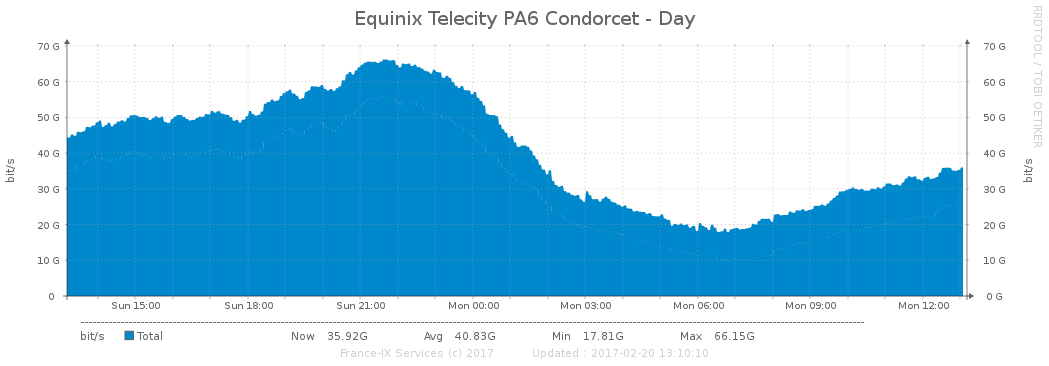 Equinix Telecity PA6 Condorcet - Day
RRDTOOL / TOBI OETIKER
bit/s
70 G 70 G
60 G 60 G
50 G 50 G
40 G 40 G
30 G 30 G
20 G 20 G
10 G 10 G
0 0 G
bit/s
Sun 15:00 Sun 18:00 Sun 21:00 Mon 00:00 Mon 03:00 Mon 06:00 Mon 09:00 Mon 12:00
bit/s Total Now 35.92G Avg 40.83G Min 17.81G Max 66.15G
France-IX Services (c) 2017 Updated : 2017-02-20 13:10:10